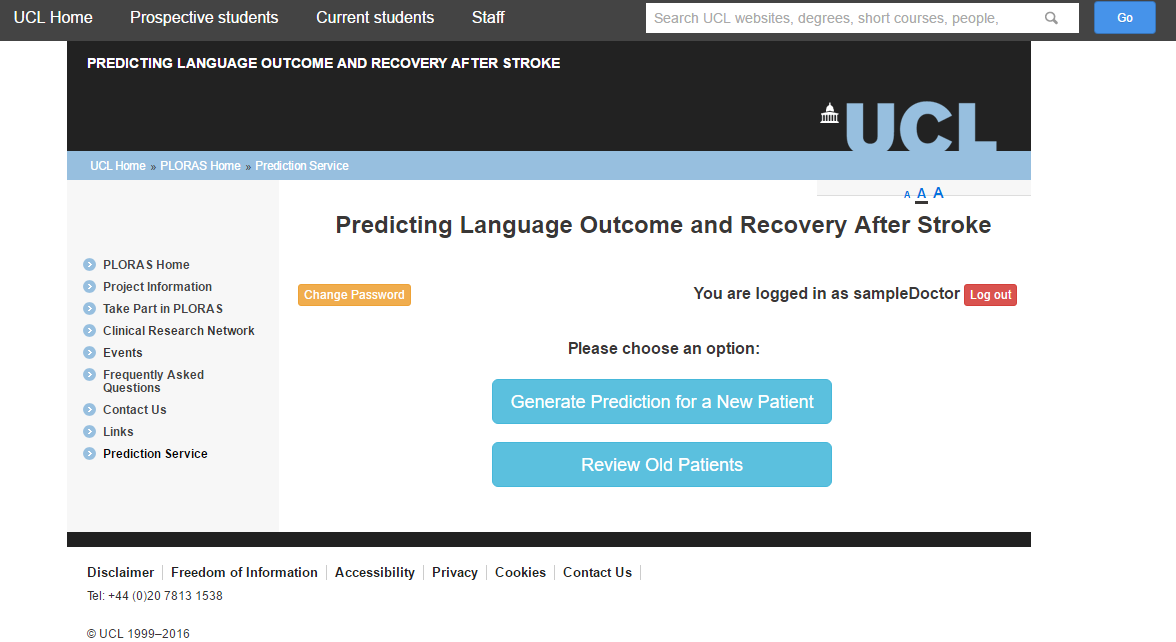 UCL Home Prospective students Current students Staff Search UCL websites, degrees, short courses, people, Go
PREDICTING LANGUAGE OUTCOME AND RECOVERY AFTER STROKE
UCL
UCL Home » PLORAS Home » Prediction Service
A A A
Predicting Language Outcome and Recovery After Stroke
PLORAS Home
Project Information
Take Part in PLORAS
Clinical Research Network
Events
Frequently Asked
Questions
Contact Us
Links
Prediction Service
Change Password You are logged in as sampleDoctor Log out
Please choose an option:
Generate Prediction for a New Patient
Review Old Patients
Disclaimer Freedom of Information Accessibility Privacy Cookies Contact Us
Tel: +44 (0)20 7813 1538
© UCL 1999–2016